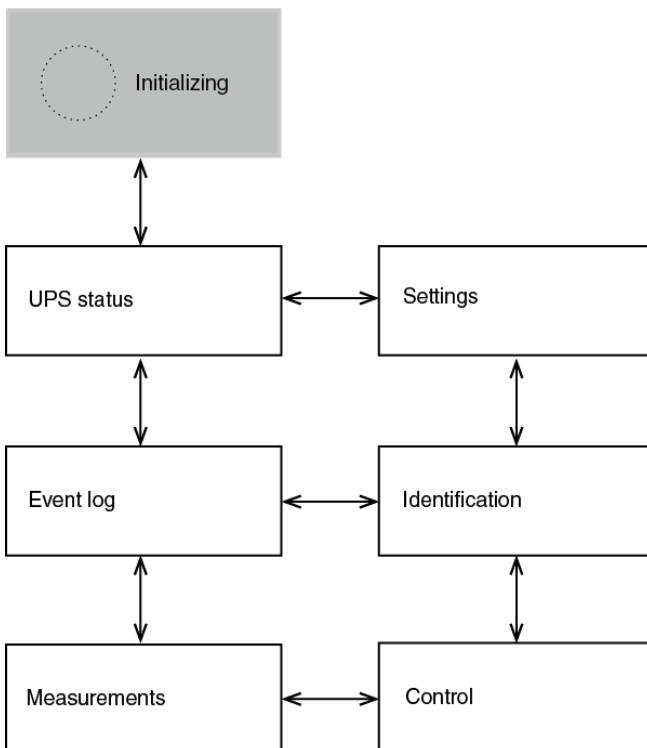 Initializing
UPS status
Settings
Event log
Identification
Measurements
Control